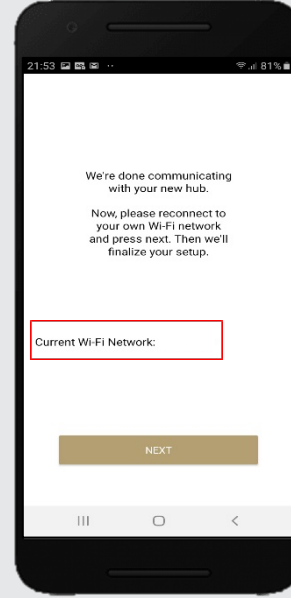 21:53 81%
We're done communicating
with your new hub.
Now, please reconnect to
your own Wi-Fi network
and press next. Then we'll
finalize your setup.
Current Wi-Fi Network:
NEXT